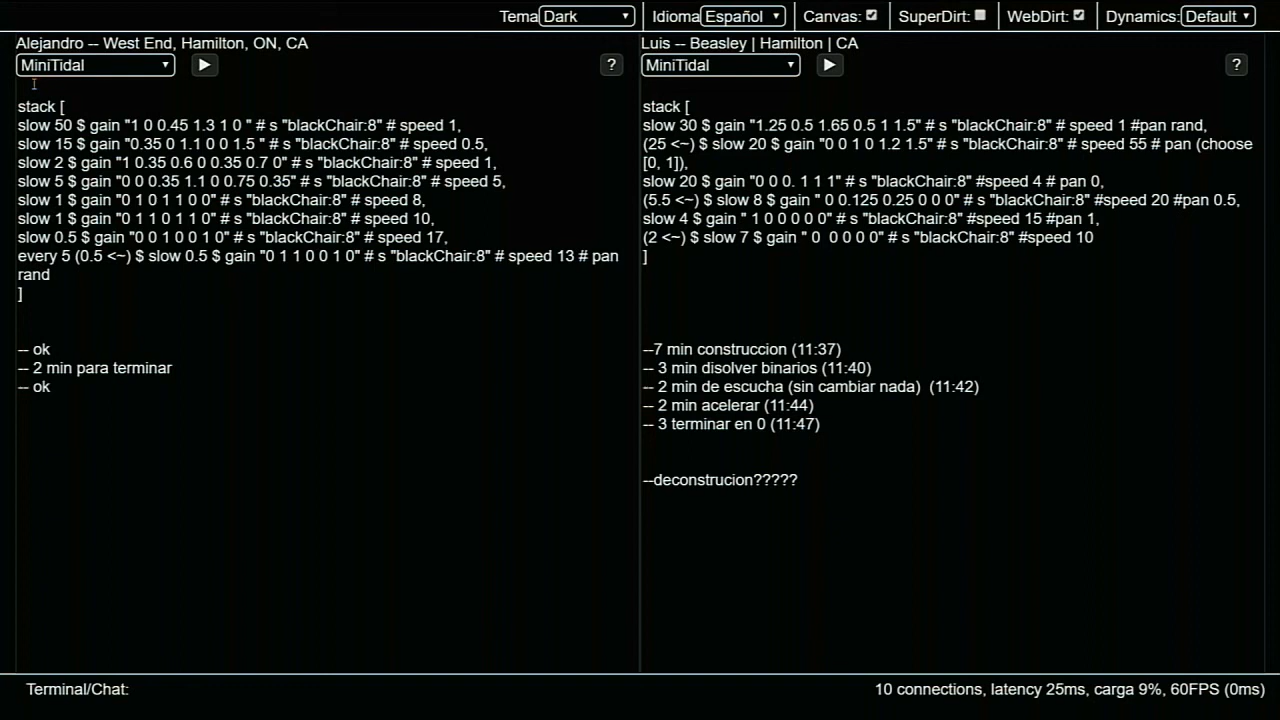 Tema Dark Idioma Español Canvas: SuperDirt: WebDirt: Dynamics: Default
Alejandro -- West End, Hamilton, ON, CA
MiniTidal
?
stack [
slow 50 $ gain "1 0 0.45 1.3 1 0 " # s "blackChair:8" # speed 1,
slow 15 $ gain "0.35 0 1.1 0 0 1.5 " # s "blackChair:8" # speed 0.5,
slow 2 $ gain "1 0.35 0.6 0 0.35 0.7 0" # s "blackChair:8" # speed 1,
slow 5 $ gain "0 0 0.35 1.1 0 0.75 0.35" # s "blackChair:8" # speed 5,
slow 1 $ gain " 0 1 0 1 1 0 0" # s "blackChair:8" # speed 8,
slow 1 $ gain "0 1 1 0 1 1 0" # s "blackChair:8" # speed 10,
slow 0.5 $ gain "0 0 1 0 0 1 0" # s "blackChair:8" # speed 17,
every 5 (0.5 <~) $ slow 0.5 $ gain "0 1 1 0 0 1 0" # s "blackChair:8" # speed 13 # pan
rand
]
-- ok
-- 2 min para terminar
-- ok
Luis -- Beasley | Hamilton | CA
MiniTidal
?
stack [
slow 30 $ gain "1.25 0.5 1.65 0.5 1 1.5" # s "blackChair:8" # speed 1 #pan rand,
(25 <~) $ slow 20 $ gain "0 0 1 0 1.2 1.5" # s "blackChair:8" # speed 55 # pan (choose
[0, 1]),
slow 20 $ gain "0 0 0. 1 1 1" # s "blackChair:8" #speed 4 # pan 0,
(5.5 <~) $ slow 8 $ gain " 0 0.125 0.25 0 0 0" # s "blackChair:8" #speed 20 #pan 0.5,
slow 4 $ gain " 1 0 0 0 0 0" # s "blackChair:8" #speed 15 #pan 1,
(2 <~) $ slow 7 $ gain " 0  0 0 0 0" # s "blackChair:8" #speed 10
]
--7 min construccion (11:37)
-- 3 min disolver binarios (11:40)
-- 2 min de escucha (sin cambiar nada)  (11:42)
-- 2 min acelerar (11:44)
-- 3 terminar en 0 (11:47)
--deconstrucion?????
Terminal/Chat:
10 connections, latency 25ms, carga 9%, 60FPS (0ms)